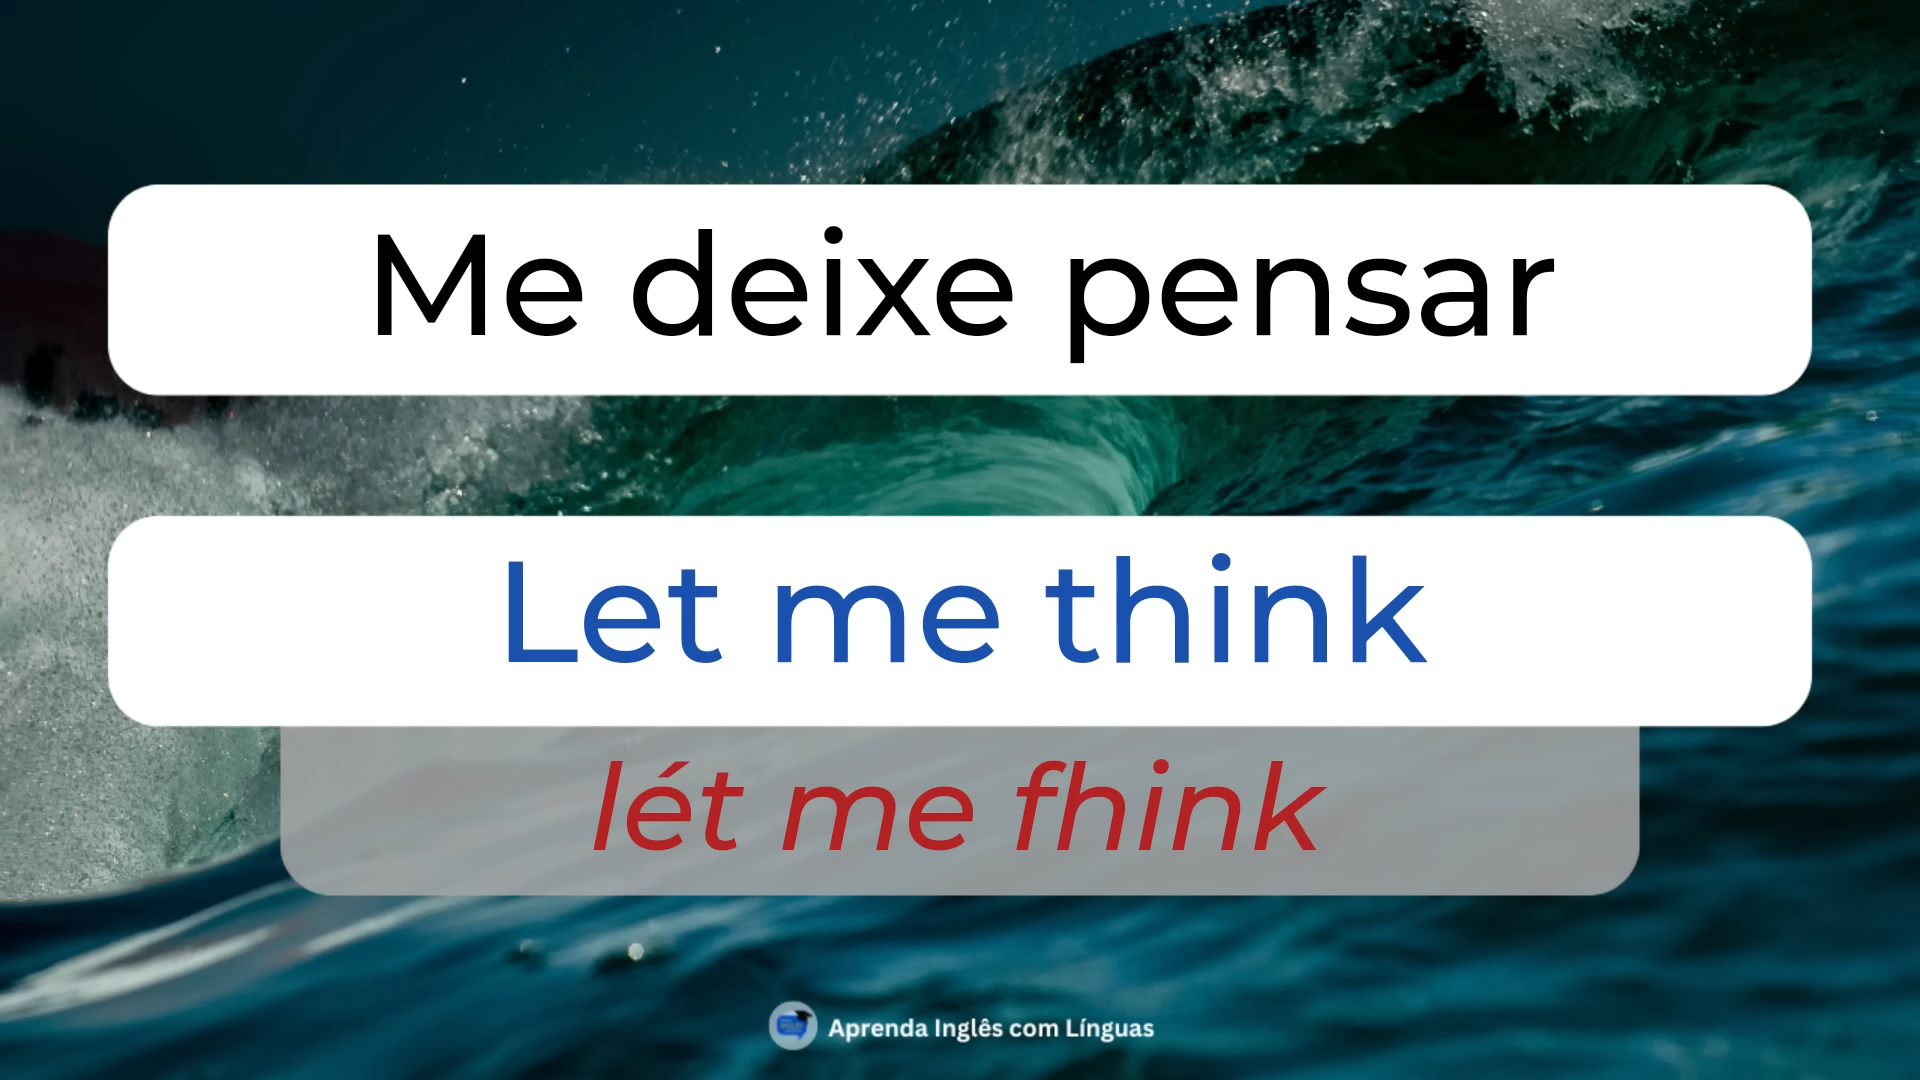 Me deixe pensar
Let me think
lét me fhink
Aprenda Inglês com Línguas